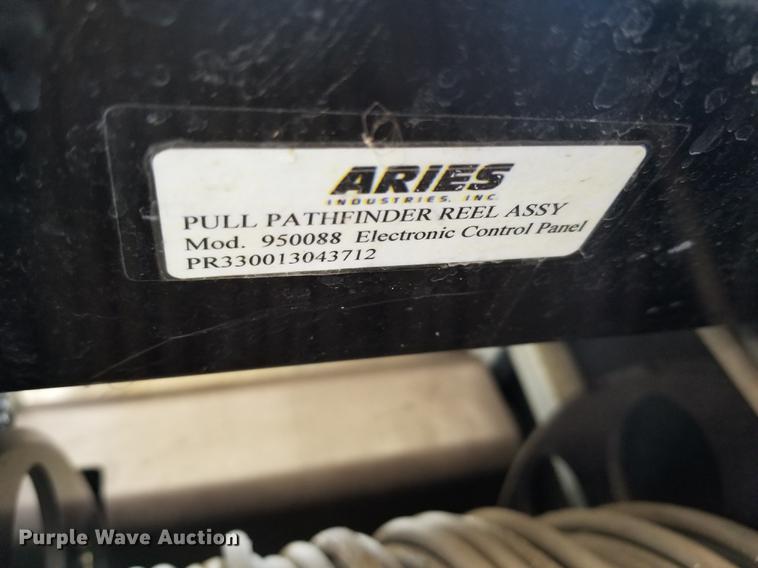 ARIES
INDUSTRIES, INC.
PULL PATHFINDER REEL ASSY
Mod. 950088 Electronic Control Panel
PR330013043712
Purple Wave Auction